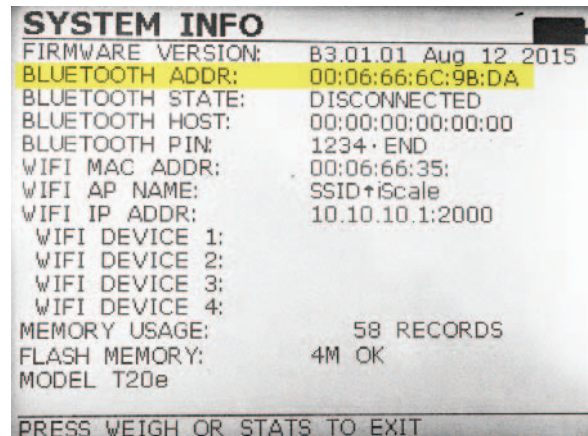 SYSTEM INFO
FIRMWARE VERSION: B3.01.01 Aug 12 2015
BLUETOOTH ADDR: 00:06:66:6C:9B:DA
BLUETOOTH STATE: DISCONNECTED
BLUETOOTH HOST: 00:00:00:00:00:00
BLUETOOTH PIN: 1234·END
WIFI MAC ADDR: 00:06:66:35:
WIFI AP NAME: SSID↑iScale
WIFI IP ADDR: 10.10.10.1:2000
WIFI DEVICE 1:
WIFI DEVICE 2:
WIFI DEVICE 3:
WIFI DEVICE 4:
MEMORY USAGE: 58 RECORDS
FLASH MEMORY: 4M OK
MODEL T20e
PRESS WEIGH OR STATS TO EXIT